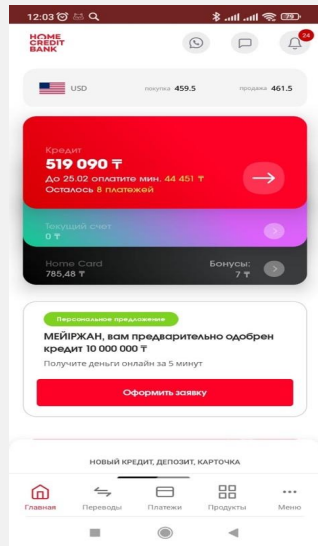 12:03
79
HOME
CREDIT
BANK
24
USD покупка 459.5 продажа 461.5
Кредит
519 090 ₸
До 25.02 оплатите мин. 44 451 ₸
Осталось 8 платежей
Текущий счет
0 ₸
Home Card
785,48 ₸
Бонусы:
7 ₸
Персональное предложение
МЕЙІРЖАН, вам предварительно одобрен
кредит 10 000 000 ₸
Получите деньги онлайн за 5 минут
Оформить заявку
НОВЫЙ КРЕДИТ, ДЕПОЗИТ, КАРТОЧКА
Главная Переводы Платежи Продукты Меню